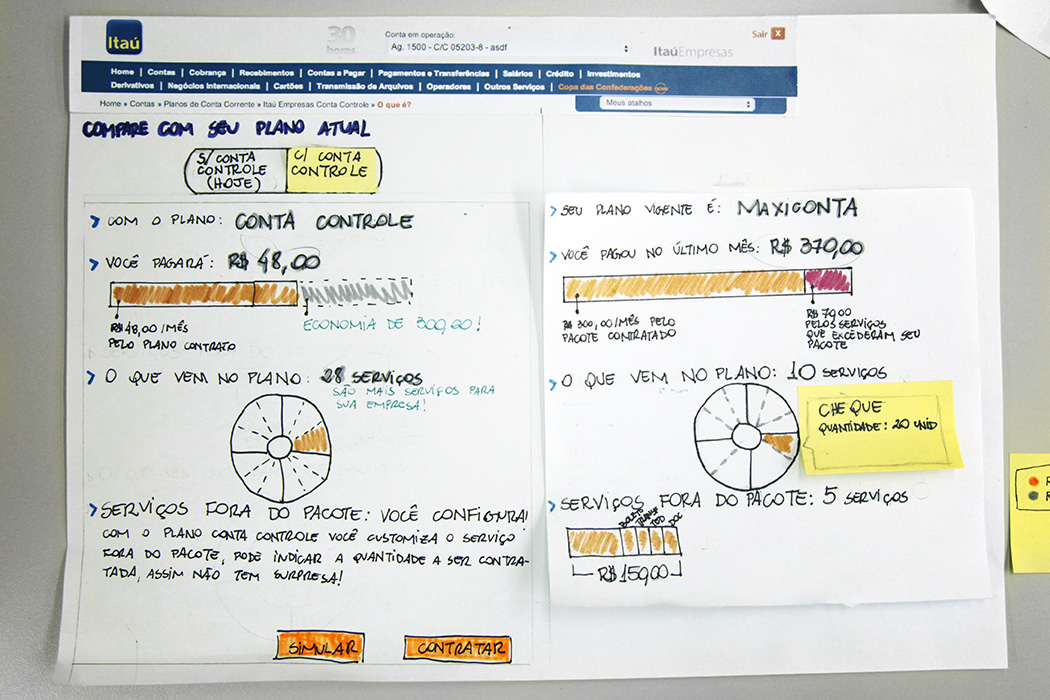 Itaú
30 horas
Conta em operação:
Ag. 1500 - C/C 05203-8 - asdf
Sair X
ItaúEmpresas
Home | Contas | Cobrança | Recebimentos | Contas a Pagar | Pagamentos e Transferências | Salários | Crédito | Investimentos
Derivativos | Negócios Internacionais | Cartões | Transmissão de Arquivos | Operadores | Outros Serviços | Copa das Confederações
Home » Contas » Planos de Conta Corrente » Itaú Empresas Conta Controle » O que é?
Meus atalhos
COMPARE COM SEU PLANO ATUAL
S/ CONTA
CONTROLE
(HOJE)
C/ CONTA
CONTROLE
COM O PLANO: CONTA CONTROLE
VOCÊ PAGARÁ: R$ 48,00
R$ 48,00/MÊS
PELO PLANO CONTRATO
ECONOMIA DE 300,00!
O QUE VEM NO PLANO: 28 SERVIÇOS
SÃO MAIS SERVIÇOS PARA
SUA EMPRESA!
SERVIÇOS FORA DO PACOTE: VOCÊ CONFIGURA!
COM O PLANO CONTA CONTROLE VOCÊ CUSTOMIZA O SERVIÇO
FORA DO PACOTE, PODE INDICAR A QUANTIDADE A SER CONTRA-
TADA, ASSIM NÃO TEM SURPRESA!
SIMULAR
CONTRATAR
SEU PLANO VIGENTE É: MAXICONTA
VOCÊ PAGOU NO ÚLTIMO MÊS: R$ 370,00
R$ 300,00/MÊS PELO
PACOTE CONTRATADO
R$ 70,00
PELOS SERVIÇOS
QUE EXCEDERAM SEU
PACOTE
O QUE VEM NO PLANO: 10 SERVIÇOS
CHEQUE
QUANTIDADE: 20 UNID
SERVIÇOS FORA DO PACOTE: 5 SERVIÇOS
BOLETO
TED
DOC
R$ 150,00
R
R